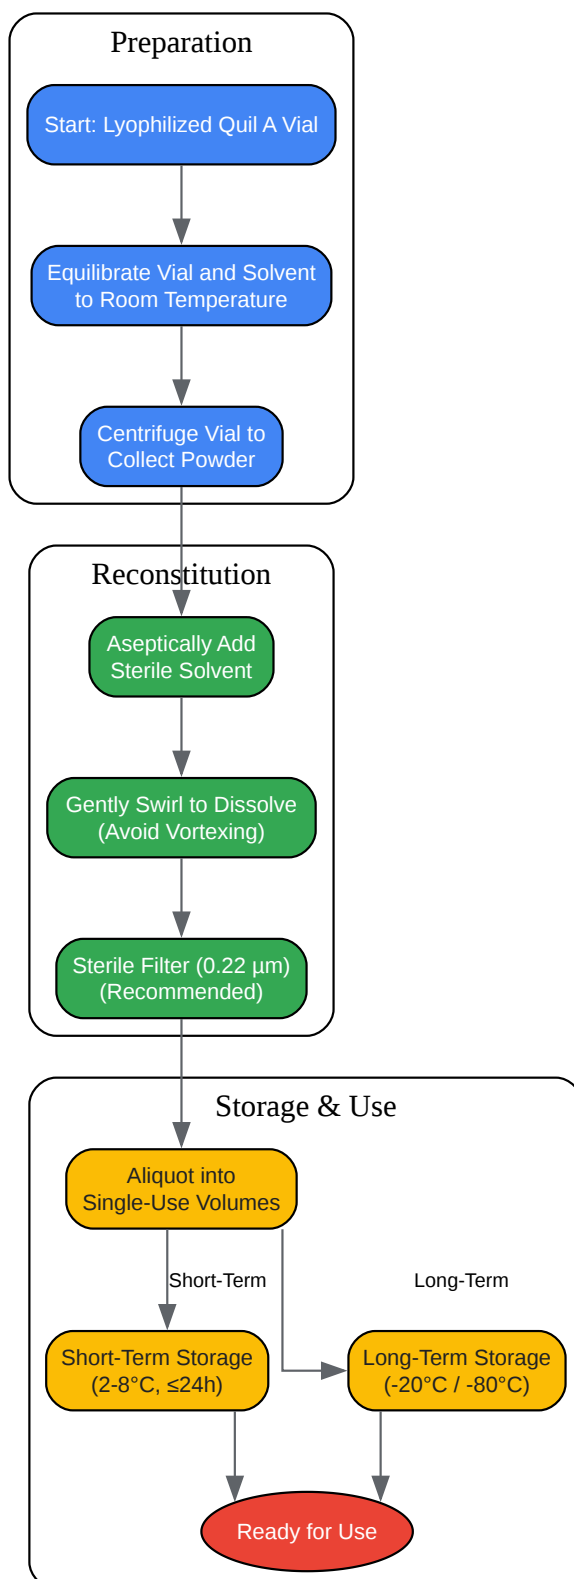 Preparation
Start: Lyophilized Quil A Vial
Equilibrate Vial and Solvent
to Room Temperature
Centrifuge Vial to
Collect Powder
Reconstitution
Aseptically Add
Sterile Solvent
Gently Swirl to Dissolve
(Avoid Vortexing)
Sterile Filter (0.22 µm)
(Recommended)
Storage & Use
Aliquot into
Single-Use Volumes
Short-Term
Long-Term
Short-Term Storage
(2-8°C, ≤24h)
Long-Term Storage
(-20°C / -80°C)
Ready for Use